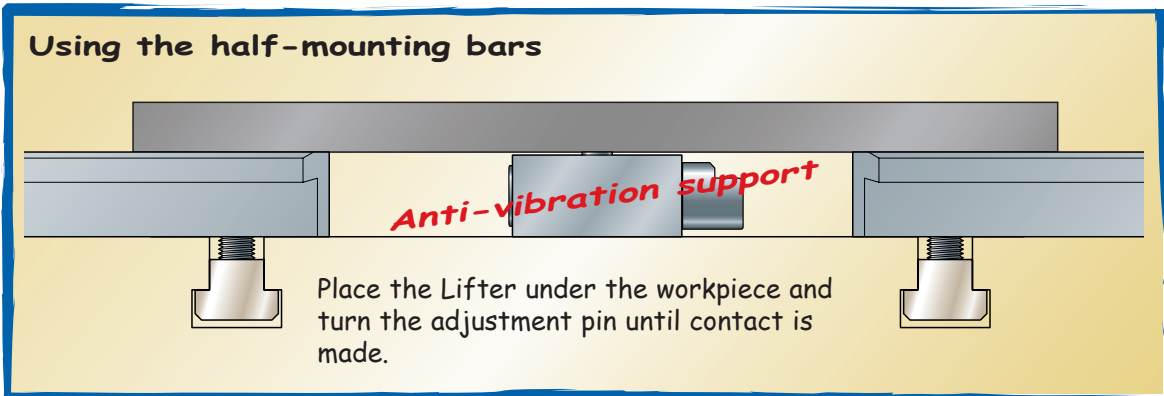 Using the half-mounting bars
Anti-vibration support
Place the Lifter under the workpiece and
turn the adjustment pin until contact is
made.